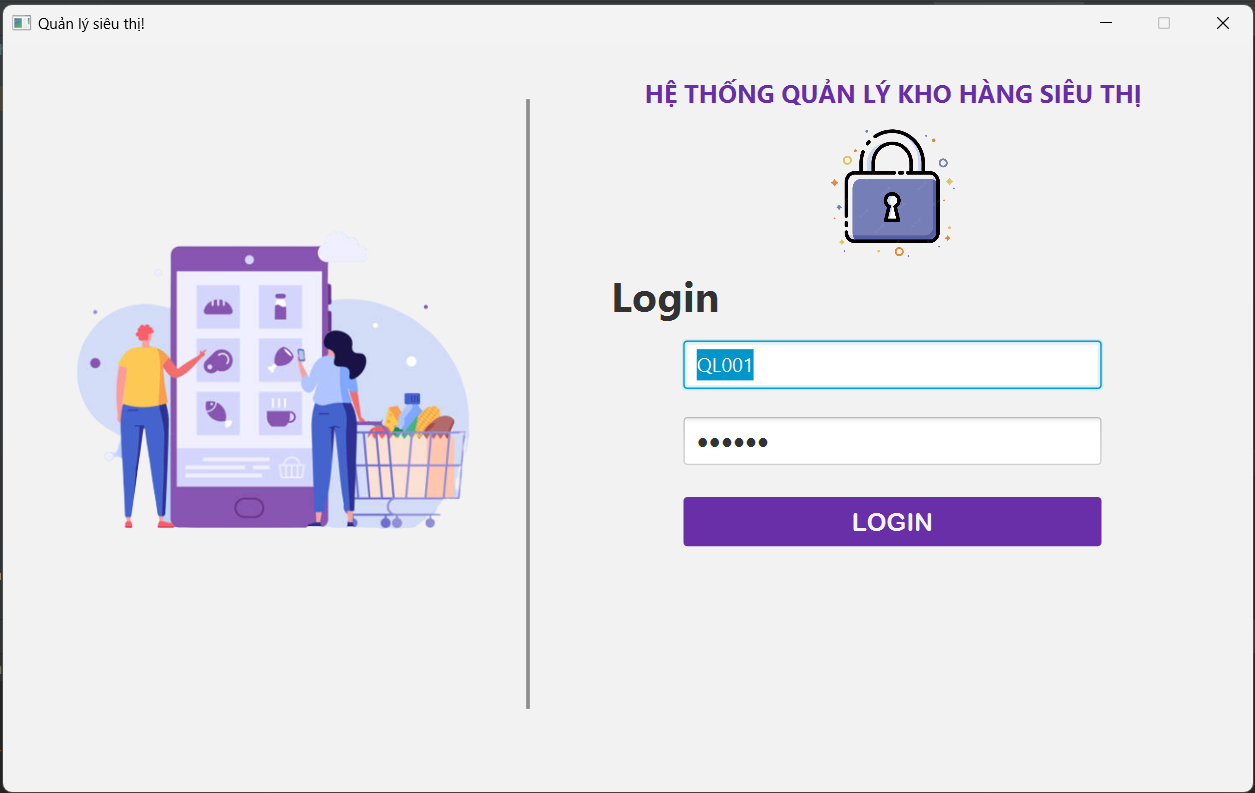 Quản lý siêu thị!
HỆ THỐNG QUẢN LÝ KHO HÀNG SIÊU THỊ
Login
QL001
••••••
LOGIN